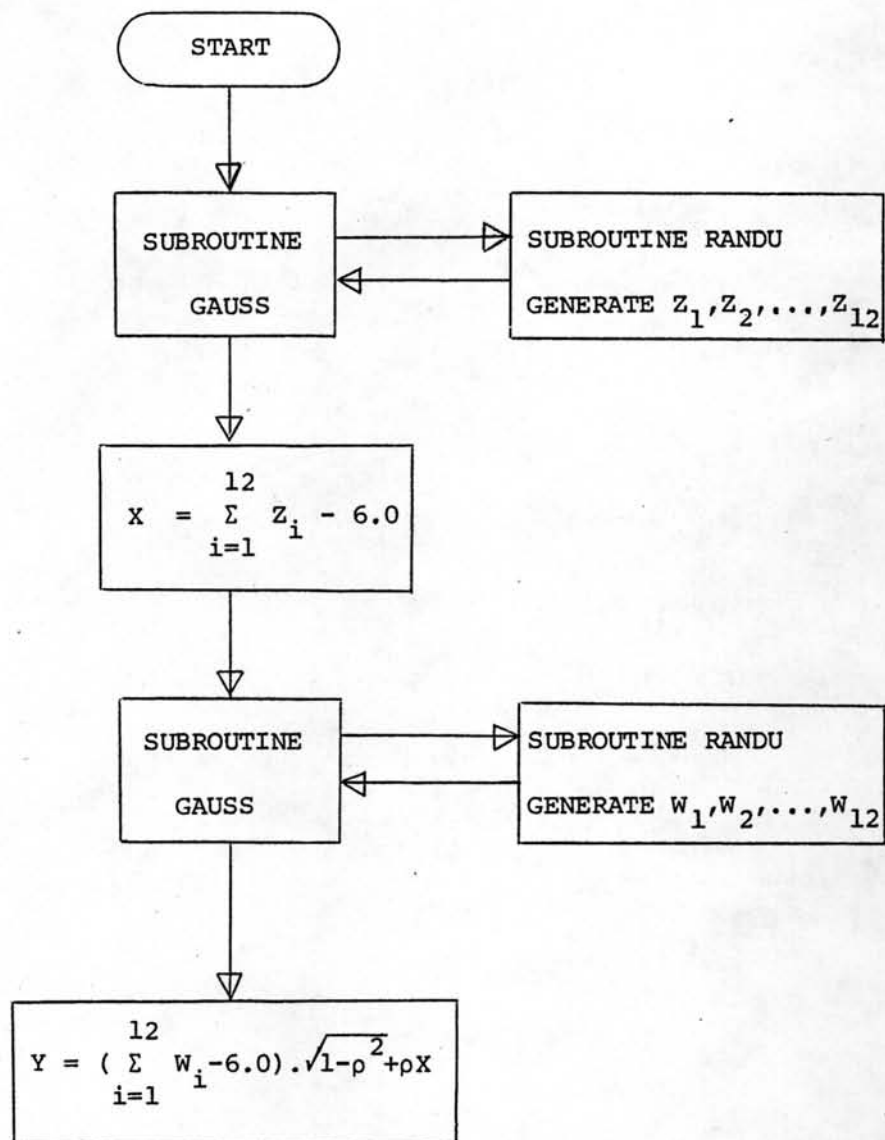 START
SUBROUTINE
GAUSS
SUBROUTINE RANDU
GENERATE Z₁,Z₂,...,Z₁₂
12
X = Σ Zᵢ - 6.0
i=1
SUBROUTINE
GAUSS
SUBROUTINE RANDU
GENERATE W₁,W₂,...,W₁₂
12
Y = ( Σ Wᵢ-6.0).√1-ρ²+ρX
i=1